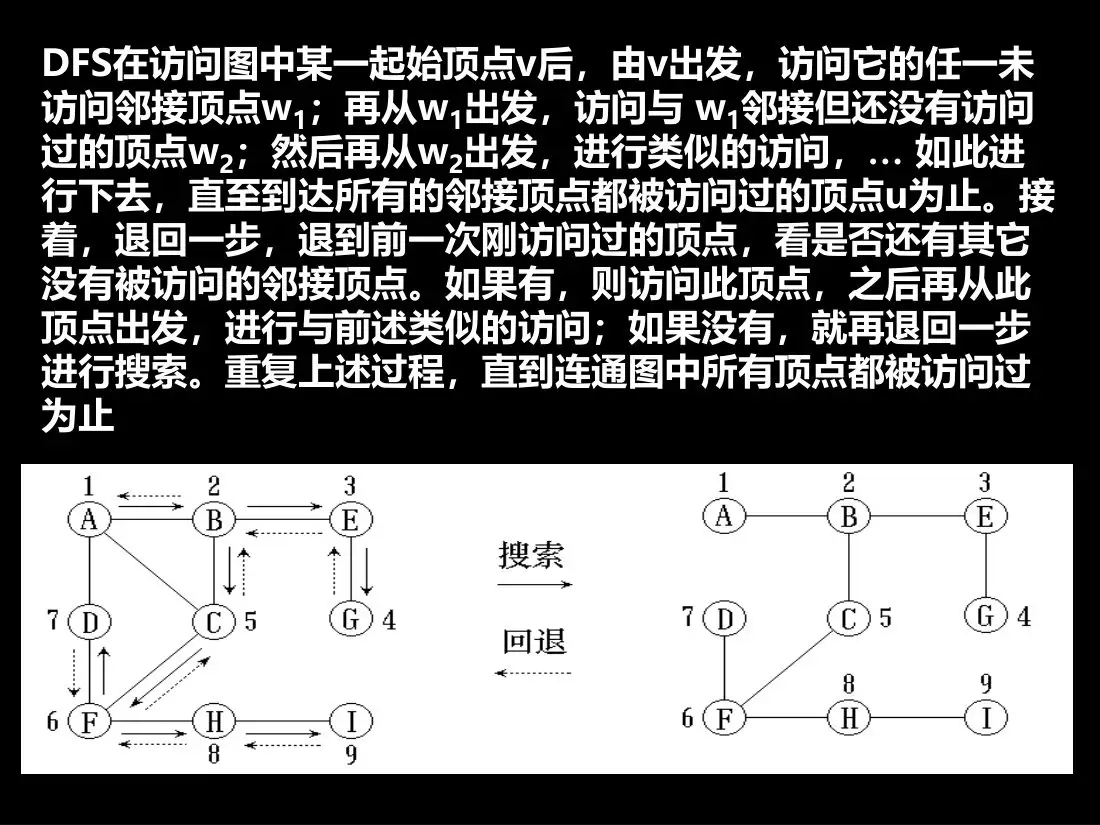 DFS在访问图中某一起始顶点v后，由v出发，访问它的任一未
访问邻接顶点w1；再从w1出发，访问与 w1邻接但还没有访问
过的顶点w2；然后再从w2出发，进行类似的访问，… 如此进
行下去，直至到达所有的邻接顶点都被访问过的顶点u为止。接
着，退回一步，退到前一次刚访问过的顶点，看是否还有其它
没有被访问的邻接顶点。如果有，则访问此顶点，之后再从此
顶点出发，进行与前述类似的访问；如果没有，就再退回一步
进行搜索。重复上述过程，直到连通图中所有顶点都被访问过
为止
1 2 3
A B E
7 D C 5 G 4
6 F H I
8 9
搜索
回退
1 2 3
A B E
7 D C 5 G 4
8 9
6 F H I